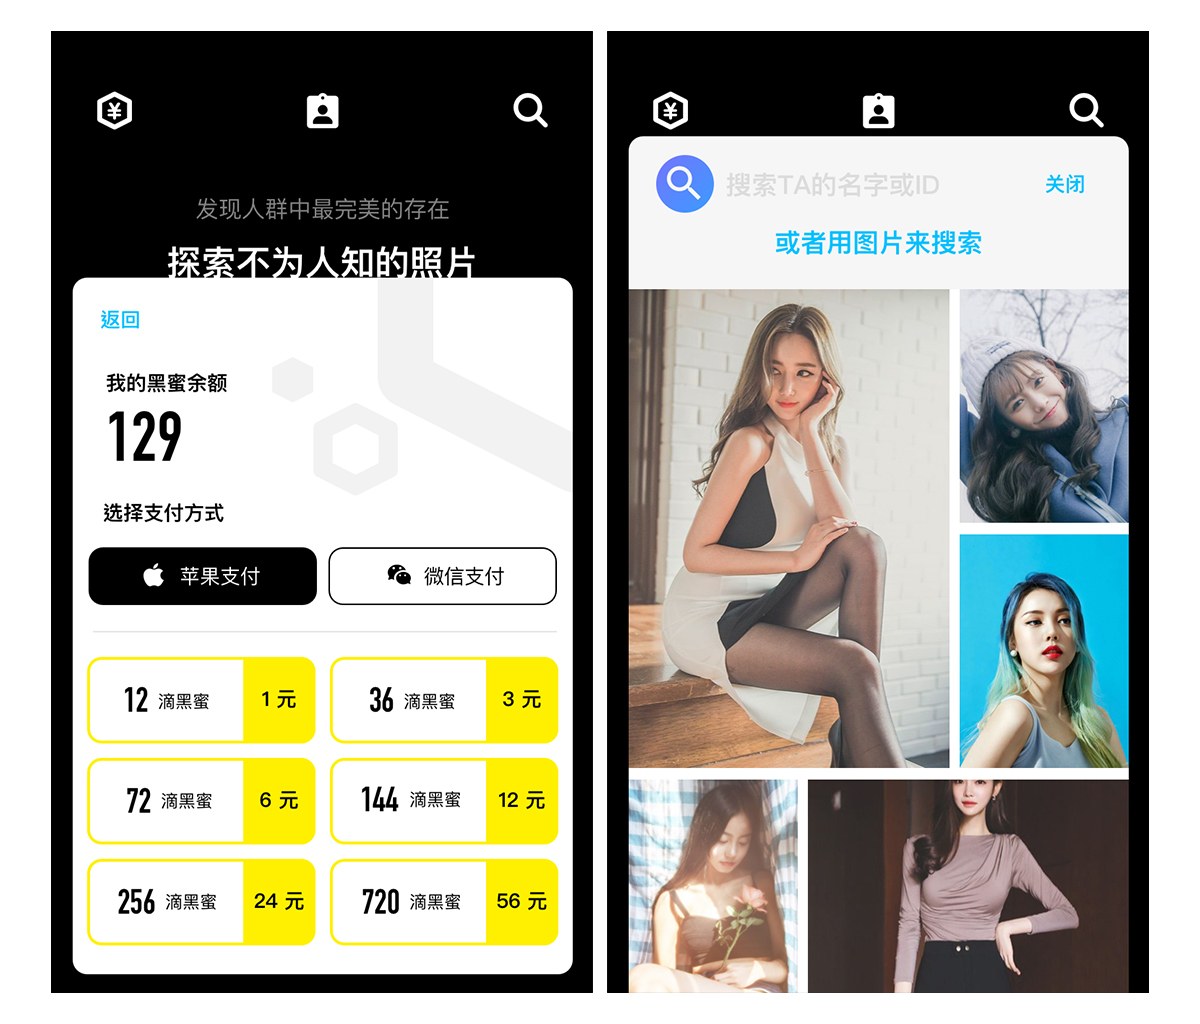 发现人群中最完美的存在
探索不为人知的照片
返回
我的黑蜜余额
129
选择支付方式
苹果支付
微信支付
12 滴黑蜜 1 元
36 滴黑蜜 3 元
72 滴黑蜜 6 元
144 滴黑蜜 12 元
256 滴黑蜜 24 元
720 滴黑蜜 56 元
搜索TA的名字或ID
关闭
或者用图片来搜索